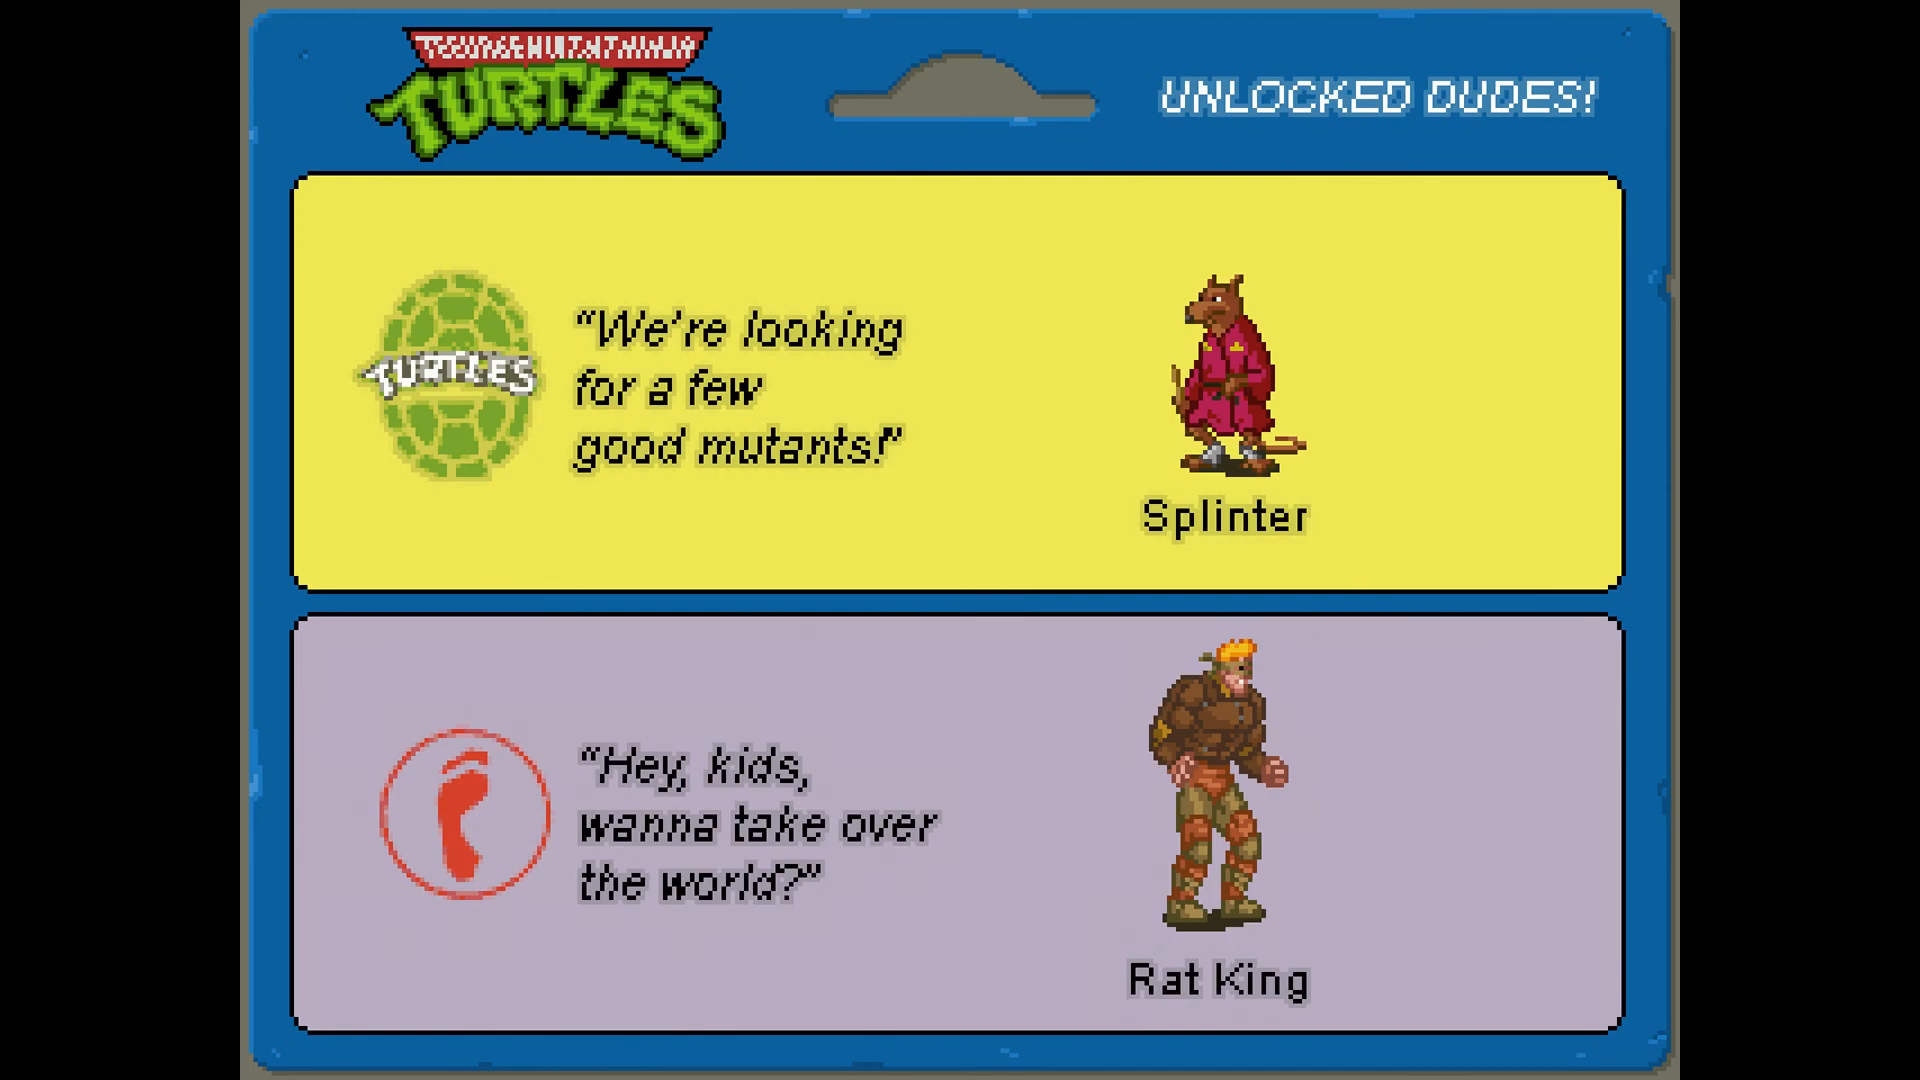 TEENAGE MUTANT NINJA
TURTLES
UNLOCKED DUDES!
TURTLES
“We're looking
for a few
good mutants!”
Splinter
“Hey, kids,
wanna take over
the world?”
Rat King